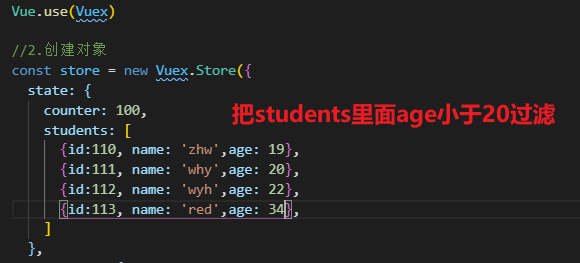 Vue.use(Vuex)
//2.创建对象
const store = new Vuex.Store({
state: {
counter: 100,
把students里面age小于20过滤
students: [
{id:110, name: 'zhw',age: 19},
{id:111, name: 'why',age: 20},
{id:112, name: 'wyh',age: 22},
{id:113, name: 'red',age: 34},
]
},